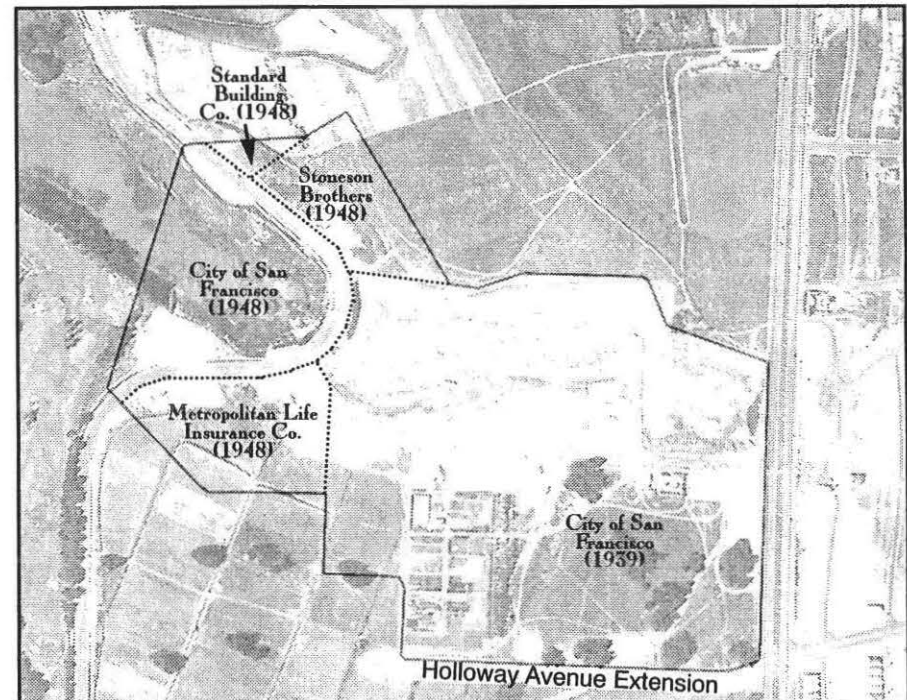 Standard
Building
Co. (1948)
Stoneson
Brothers
(1948)
City of San
Francisco
(1948)
Metropolitan Life
Insurance Co.
(1948)
City of San
Francisco
(1939)
Holloway Avenue Extension